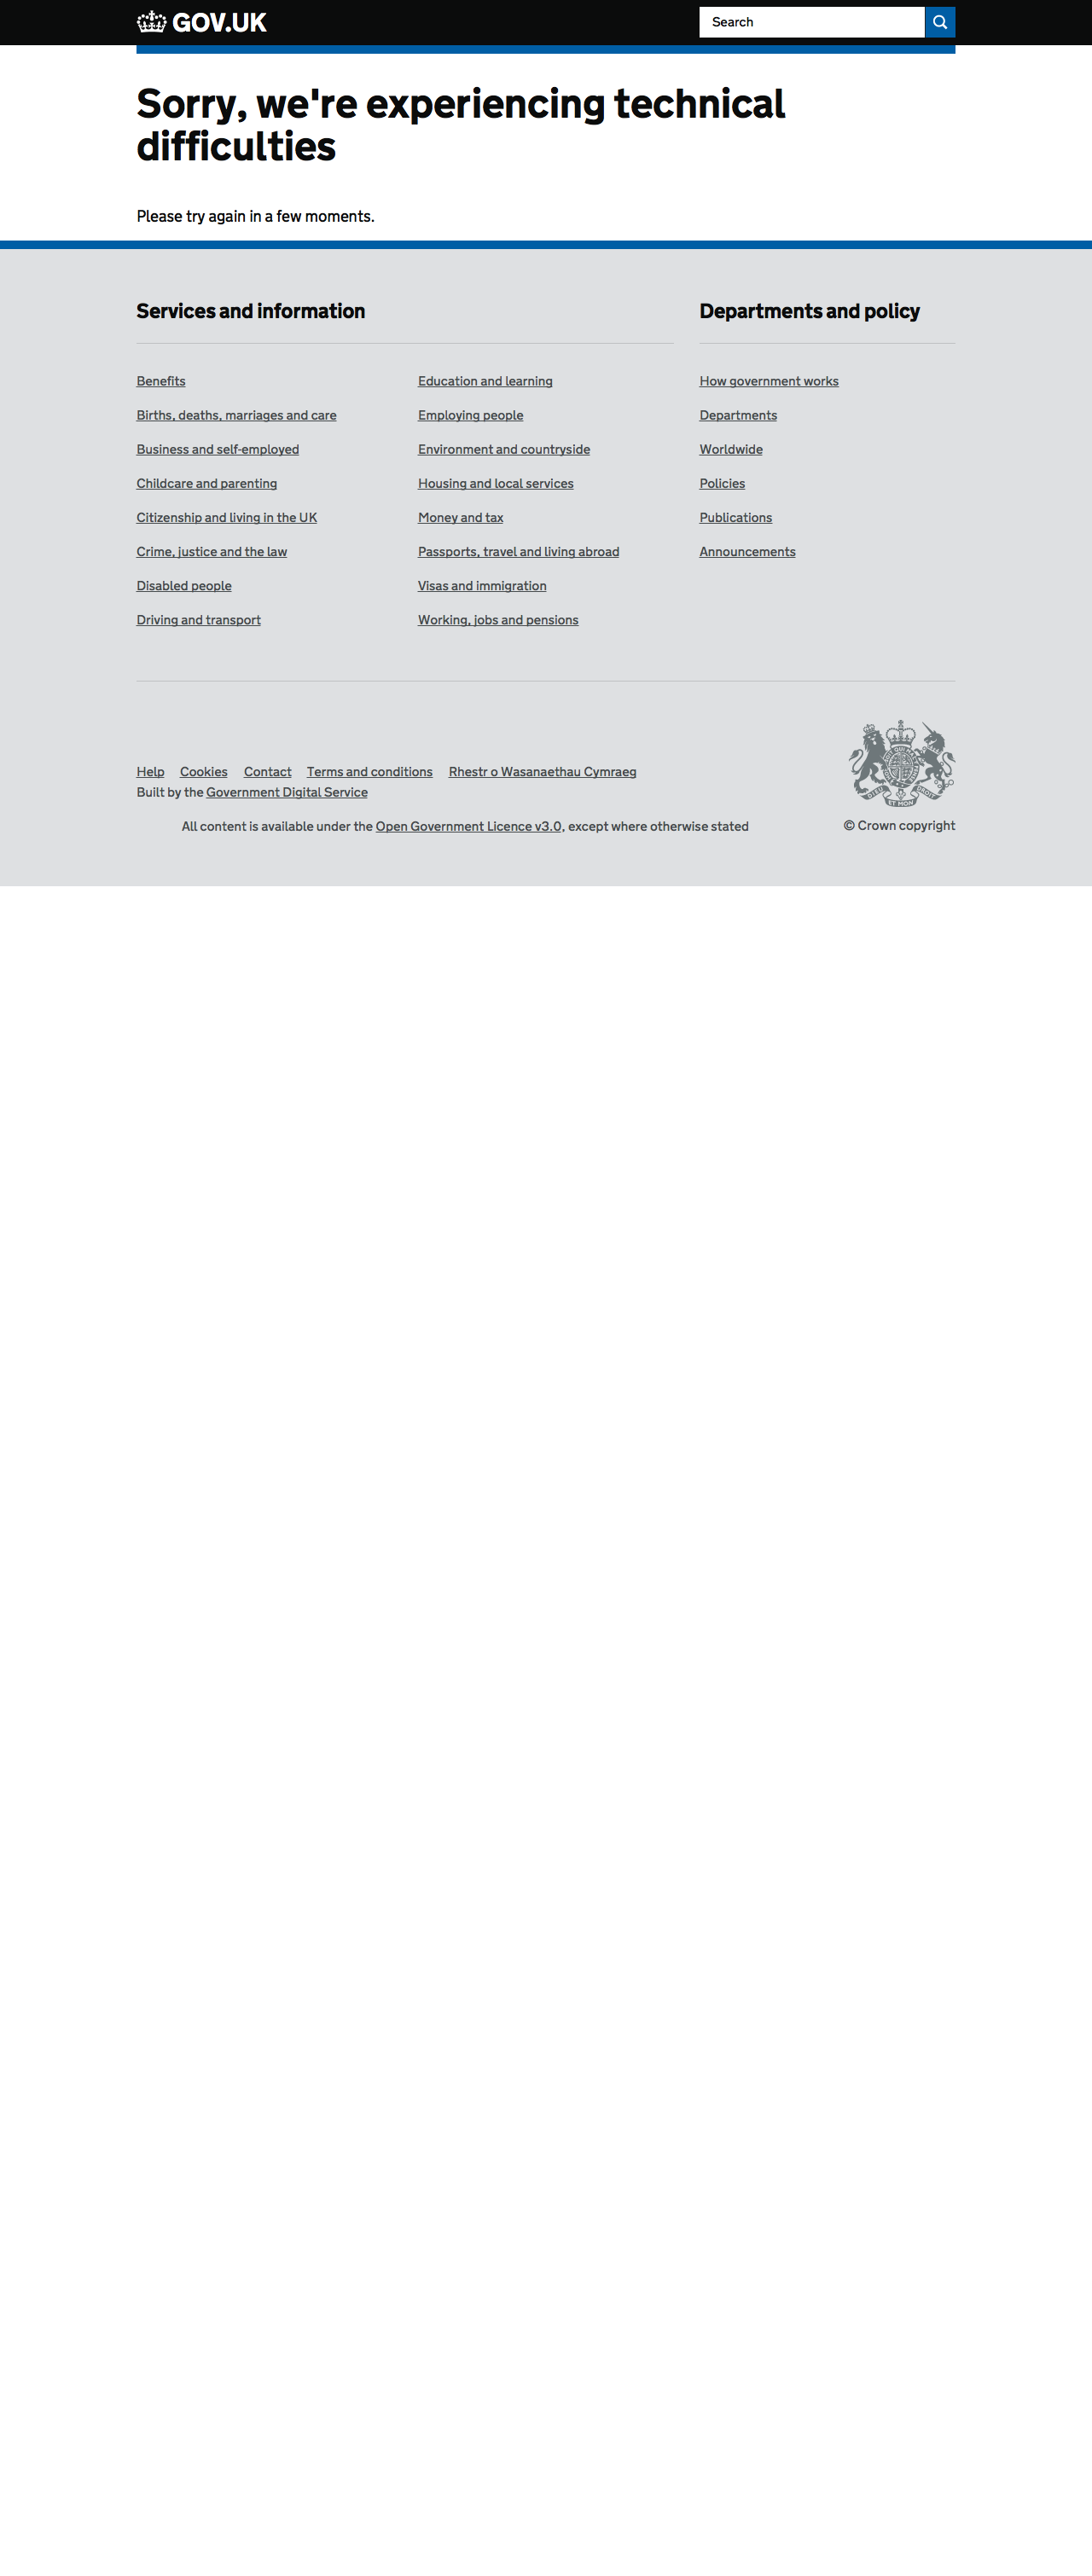 GOV.UK
Search
Sorry, we're experiencing technical
difficulties
Please try again in a few moments.
Services and information
Benefits
Births, deaths, marriages and care
Business and self-employed
Childcare and parenting
Citizenship and living in the UK
Crime, justice and the law
Disabled people
Driving and transport
Education and learning
Employing people
Environment and countryside
Housing and local services
Money and tax
Passports, travel and living abroad
Visas and immigration
Working, jobs and pensions
Departments and policy
How government works
Departments
Worldwide
Policies
Publications
Announcements
Help Cookies Contact Terms and conditions Rhestr o Wasanaethau Cymraeg
Built by the Government Digital Service
All content is available under the Open Government Licence v3.0, except where otherwise stated
DIEU ET MON DROIT
© Crown copyright